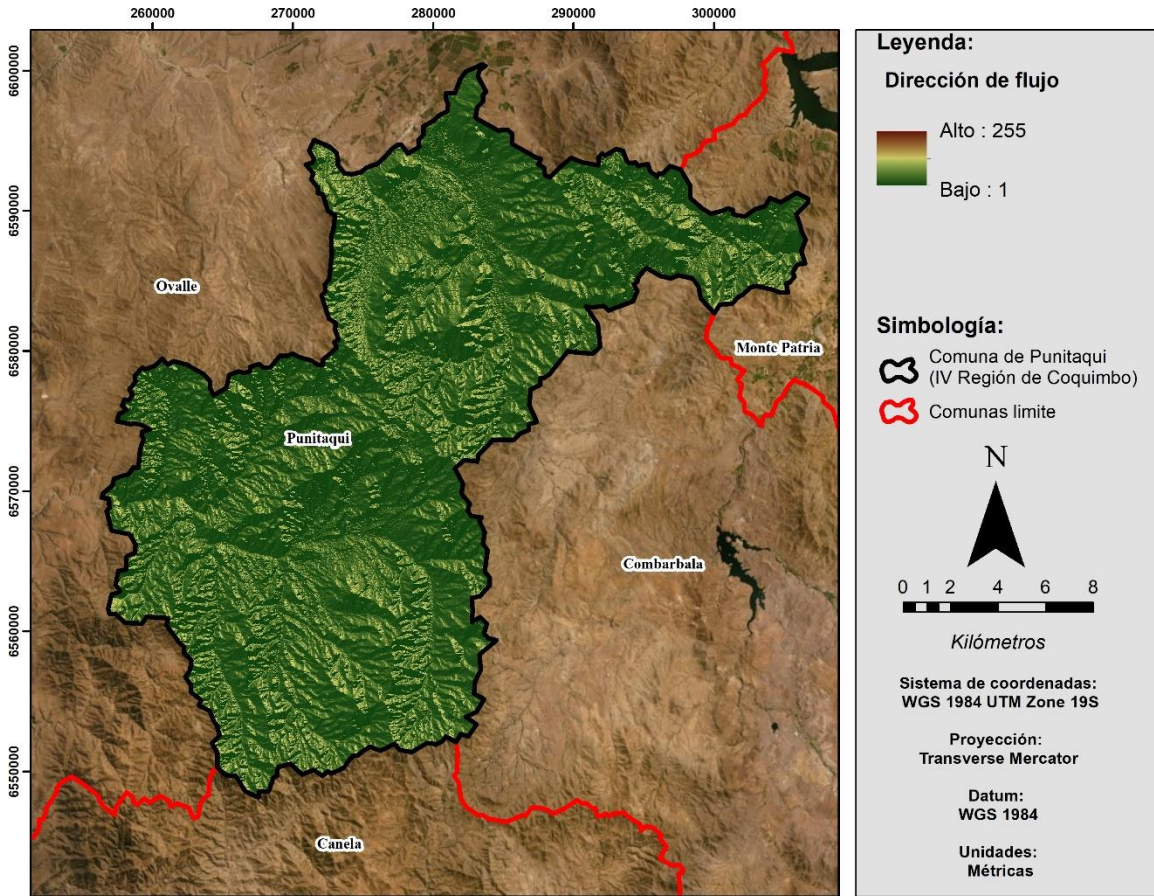 260000 270000 280000 290000 300000
6600000
6590000
6580000
6570000
6560000
6550000
Ovalle
Monte Patria
Punitaqui
Combarbala
Canela
Leyenda:
Dirección de flujo
Alto : 255
Bajo : 1
Simbología:
Comuna de Punitaqui
(IV Región de Coquimbo)
Comunas limite
N
0 1 2 4 6 8
Kilómetros
Sistema de coordenadas:
WGS 1984 UTM Zone 19S
Proyección:
Transverse Mercator
Datum:
WGS 1984
Unidades:
Métricas